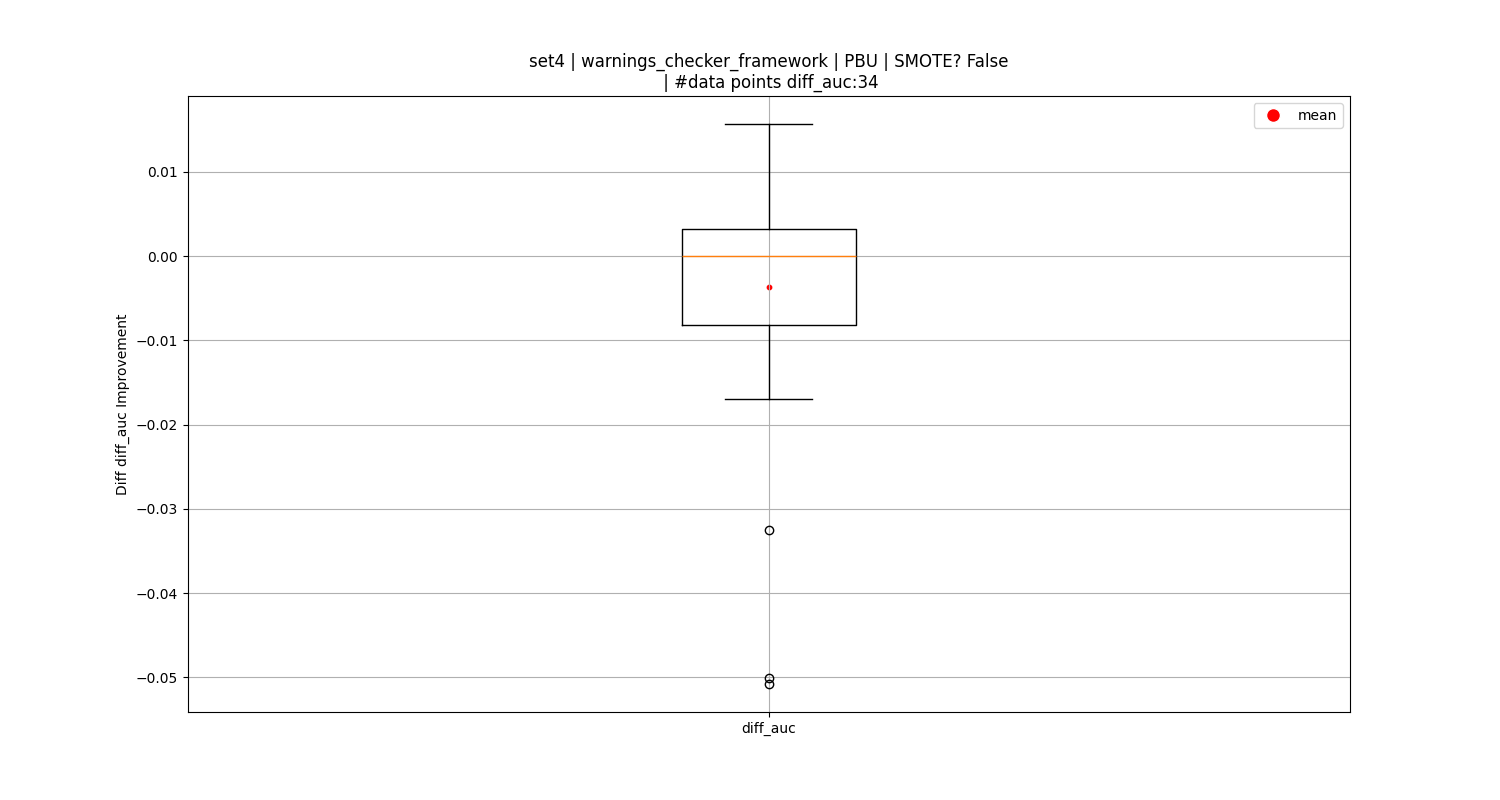 set4 | warnings_checker_framework | PBU | SMOTE? False
| #data points diff_auc:34
mean
0.01
0.00
−0.01
−0.02
−0.03
−0.04
−0.05
Diff diff_auc Improvement
diff_auc